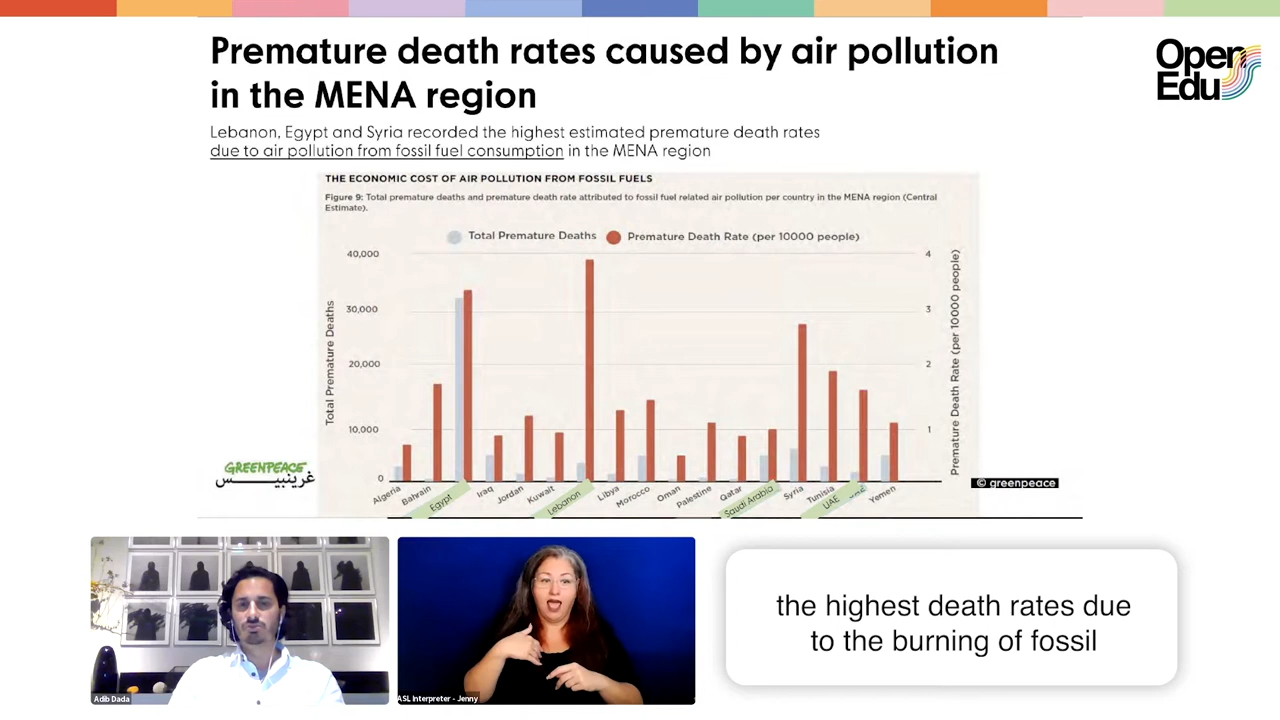 Premature death rates caused by air pollution
in the MENA region
Open
Edu
Lebanon, Egypt and Syria recorded the highest estimated premature death rates
due to air pollution from fossil fuel consumption in the MENA region
THE ECONOMIC COST OF AIR POLLUTION FROM FOSSIL FUELS
Figure 9: Total premature deaths and premature death rate attributed to fossil fuel related air pollution per country in the MENA region (Central
Estimate).
Total Premature Deaths
Premature Death Rate (per 10000 people)
40,000
30,000
20,000
10,000
0
Total Premature Deaths
4
3
2
1
Premature Death Rate (per 10000 people)
Algeria
Bahrain
Egypt
Iraq
Jordan
Kuwait
Lebanon
Libya
Morocco
Oman
Palestine
Qatar
Saudi Arabia
Syria
Tunisia
UAE
Yemen
GREENPEACE
غرينبيس
© greenpeace
Adib Dada
ASL Interpreter - Jenny
the highest death rates due
to the burning of fossil